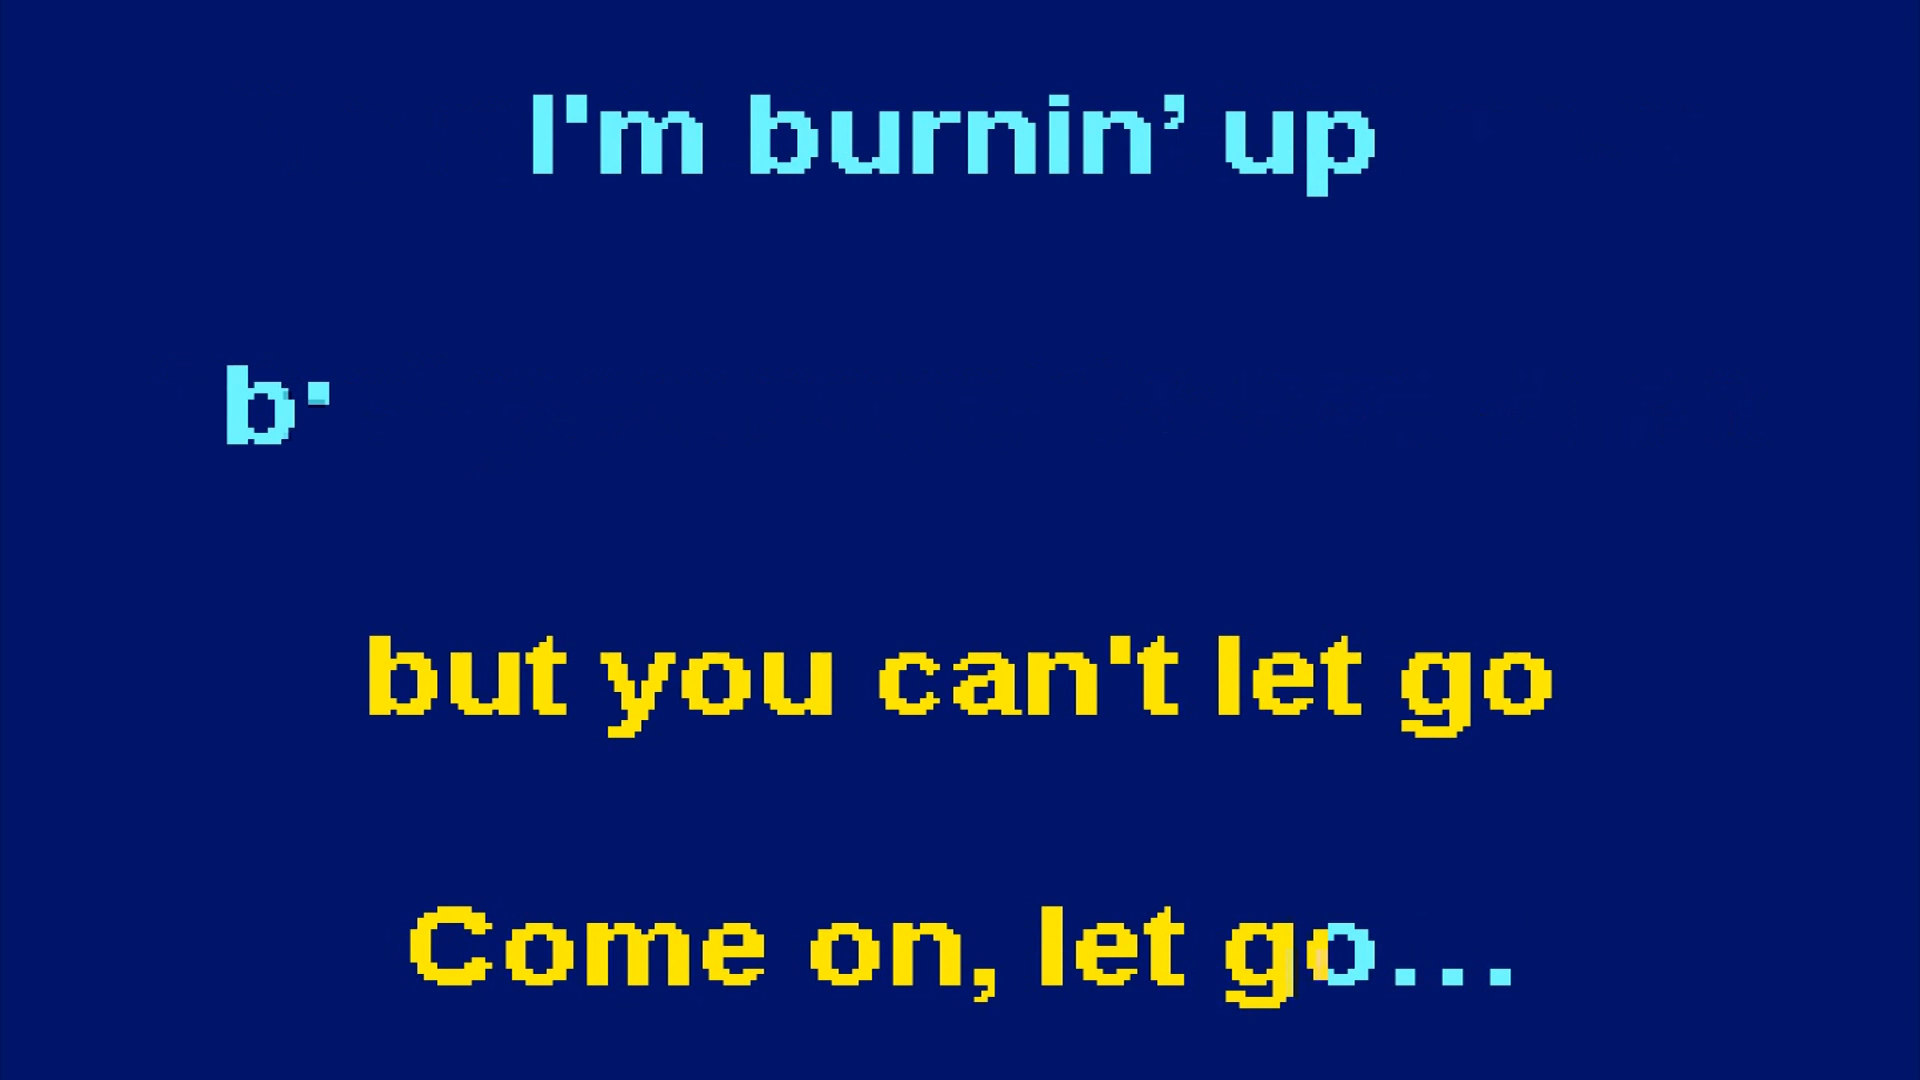 I'm burnin’ up
b
but you can't let go
Come on, let go...